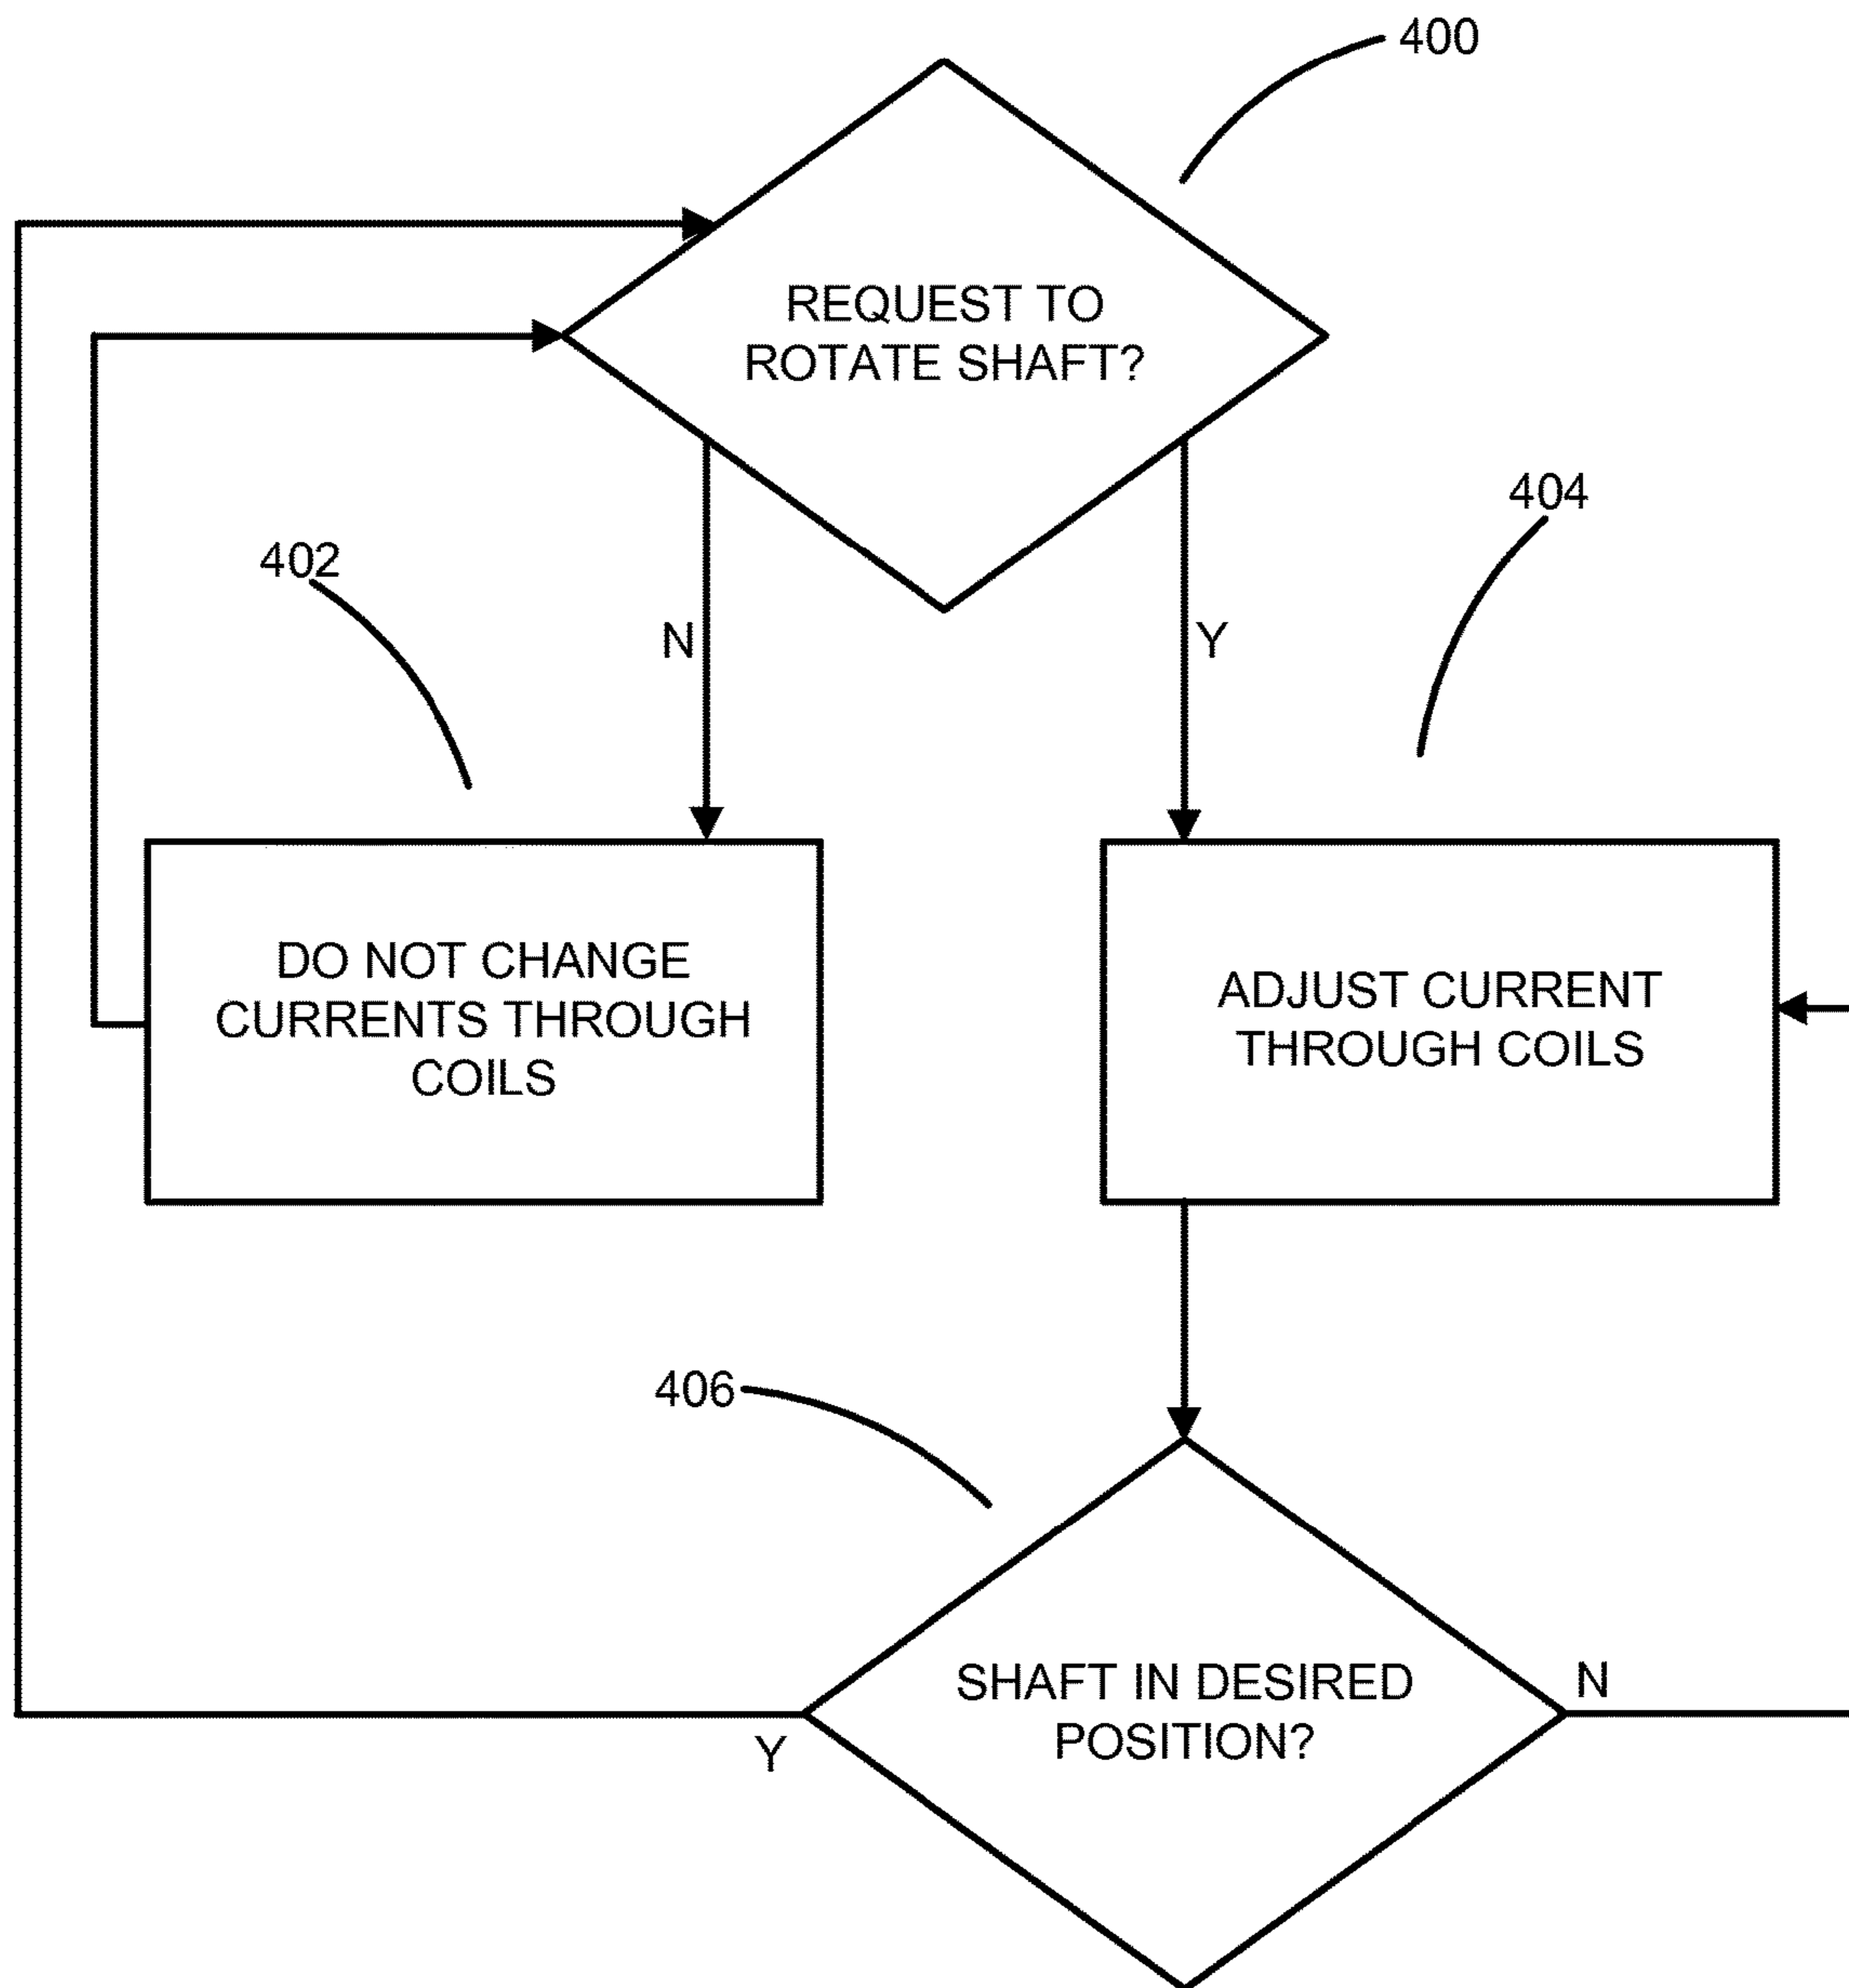 400
REQUEST TO
ROTATE SHAFT?
404
402
N
Y
DO NOT CHANGE
CURRENTS THROUGH
COILS
ADJUST CURRENT
THROUGH COILS
406
SHAFT IN DESIRED
POSITION?
N
Y